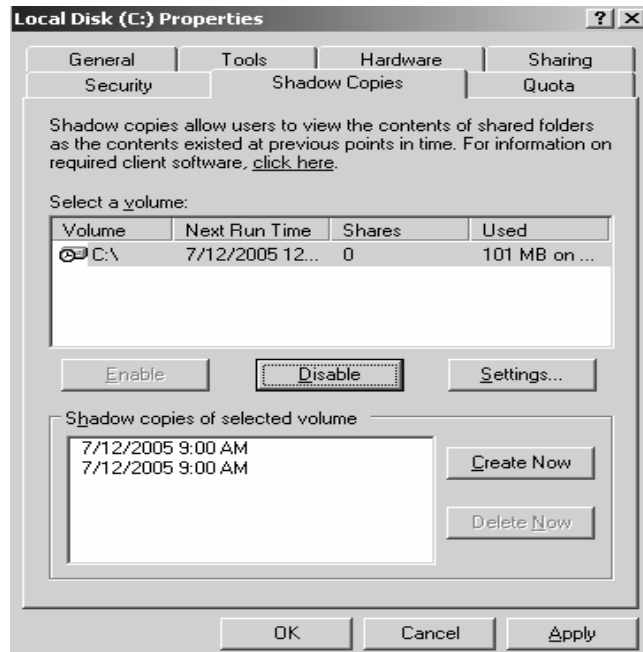 Local Disk (C:) Properties
General Tools Hardware Sharing
Security Shadow Copies Quota
Shadow copies allow users to view the contents of shared folders
as the contents existed at previous points in time. For information on
required client software, click here.
Select a volume:
Volume Next Run Time Shares Used
C:\ 7/12/2005 12... 0 101 MB on ...
Enable Disable Settings...
Shadow copies of selected volume
7/12/2005 9:00 AM
7/12/2005 9:00 AM
Create Now
Delete Now
OK Cancel Apply